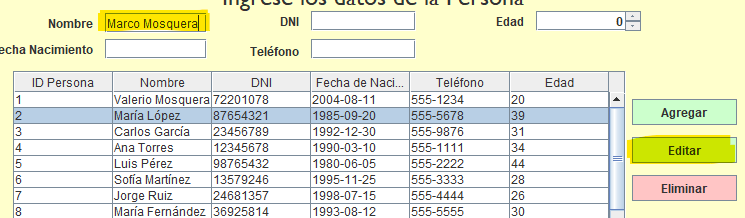 Ingrese los datos de la Persona
Nombre Marco Mosquera DNI Edad 0
echa Nacimiento Teléfono
ID Persona Nombre DNI Fecha de Naci... Teléfono Edad
1 Valerio Mosquera 72201078 2004-08-11 555-1234 20
2 María López 87654321 1985-09-20 555-5678 39
3 Carlos García 23456789 1992-12-30 555-9876 31
4 Ana Torres 12345678 1990-03-10 555-1111 34
5 Luis Pérez 98765432 1980-06-05 555-2222 44
6 Sofía Martínez 13579246 1995-11-25 555-3333 28
7 Jorge Ruiz 24681357 1998-07-15 555-4444 26
8 María Fernández 36925814 1993-08-12 555-5555 30
Agregar
Editar
Eliminar